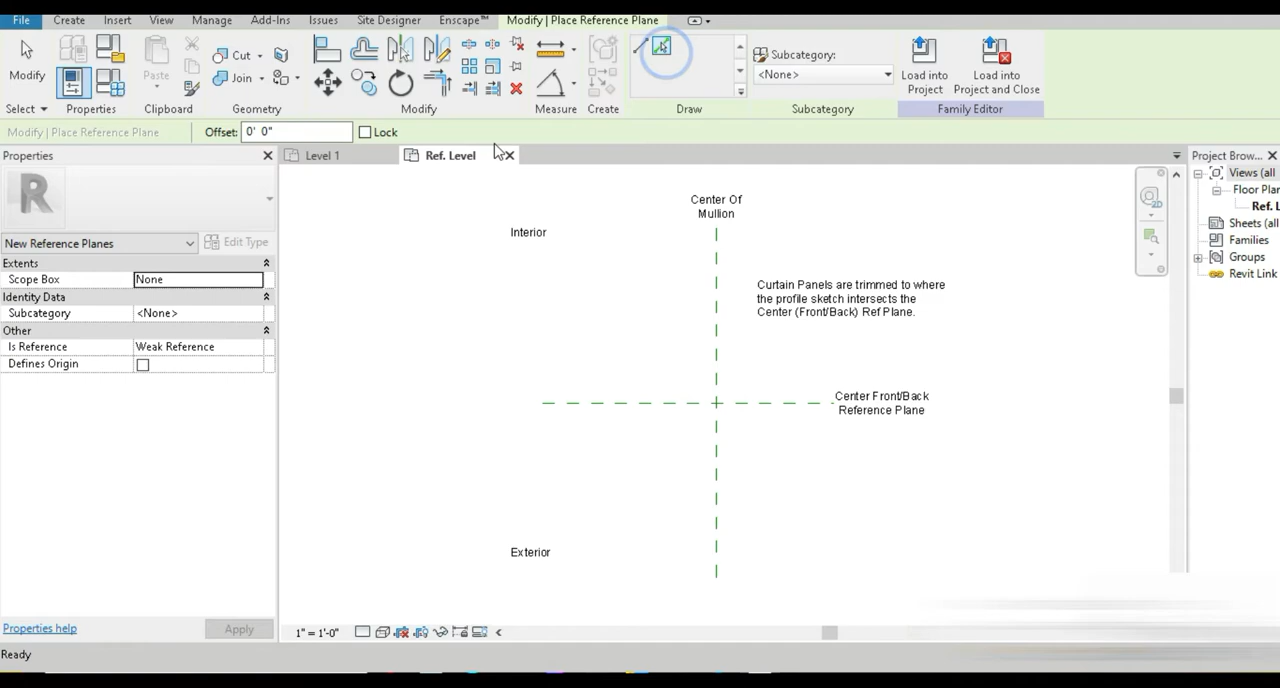 File Create Insert View Manage Add-Ins Issues Site Designer Enscape™ Modify | Place Reference Plane
Modify
Paste
Cut
Join
Subcategory:
<None>
Load into
Project
Load into
Project and Close
Select Properties Clipboard Geometry Modify Measure Create Draw Subcategory Family Editor
Modify | Place Reference Plane Offset: 0' 0" Lock
Properties
Level 1
Ref. Level
Project Brow...
R
New Reference Planes
Edit Type
Extents
Scope Box None
Identity Data
Subcategory <None>
Other
Is Reference Weak Reference
Defines Origin
Properties help
Apply
Center Of
Mullion
Interior
Curtain Panels are trimmed to where
the profile sketch intersects the
Center (Front/Back) Ref Plane.
Center Front/Back
Reference Plane
Exterior
2D
Views (all
Floor Plan
Ref. L
Sheets (all
Families
Groups
Revit Link
1" = 1'-0"
Ready